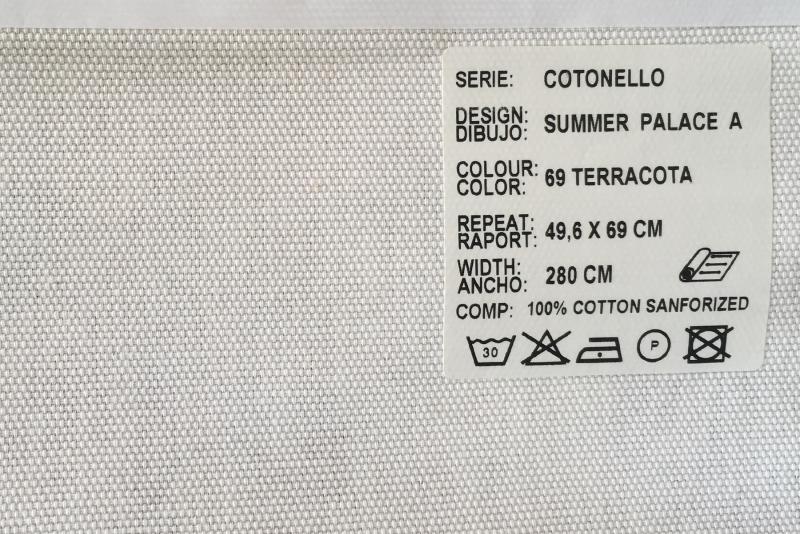 SERIE: COTONELLO
DESIGN:
DIBUJO: SUMMER PALACE A
COLOUR:
COLOR: 69 TERRACOTA
REPEAT:
RAPORT: 49,6 X 69 CM
WIDTH:
ANCHO: 280 CM
COMP: 100% COTTON SANFORIZED
30 P